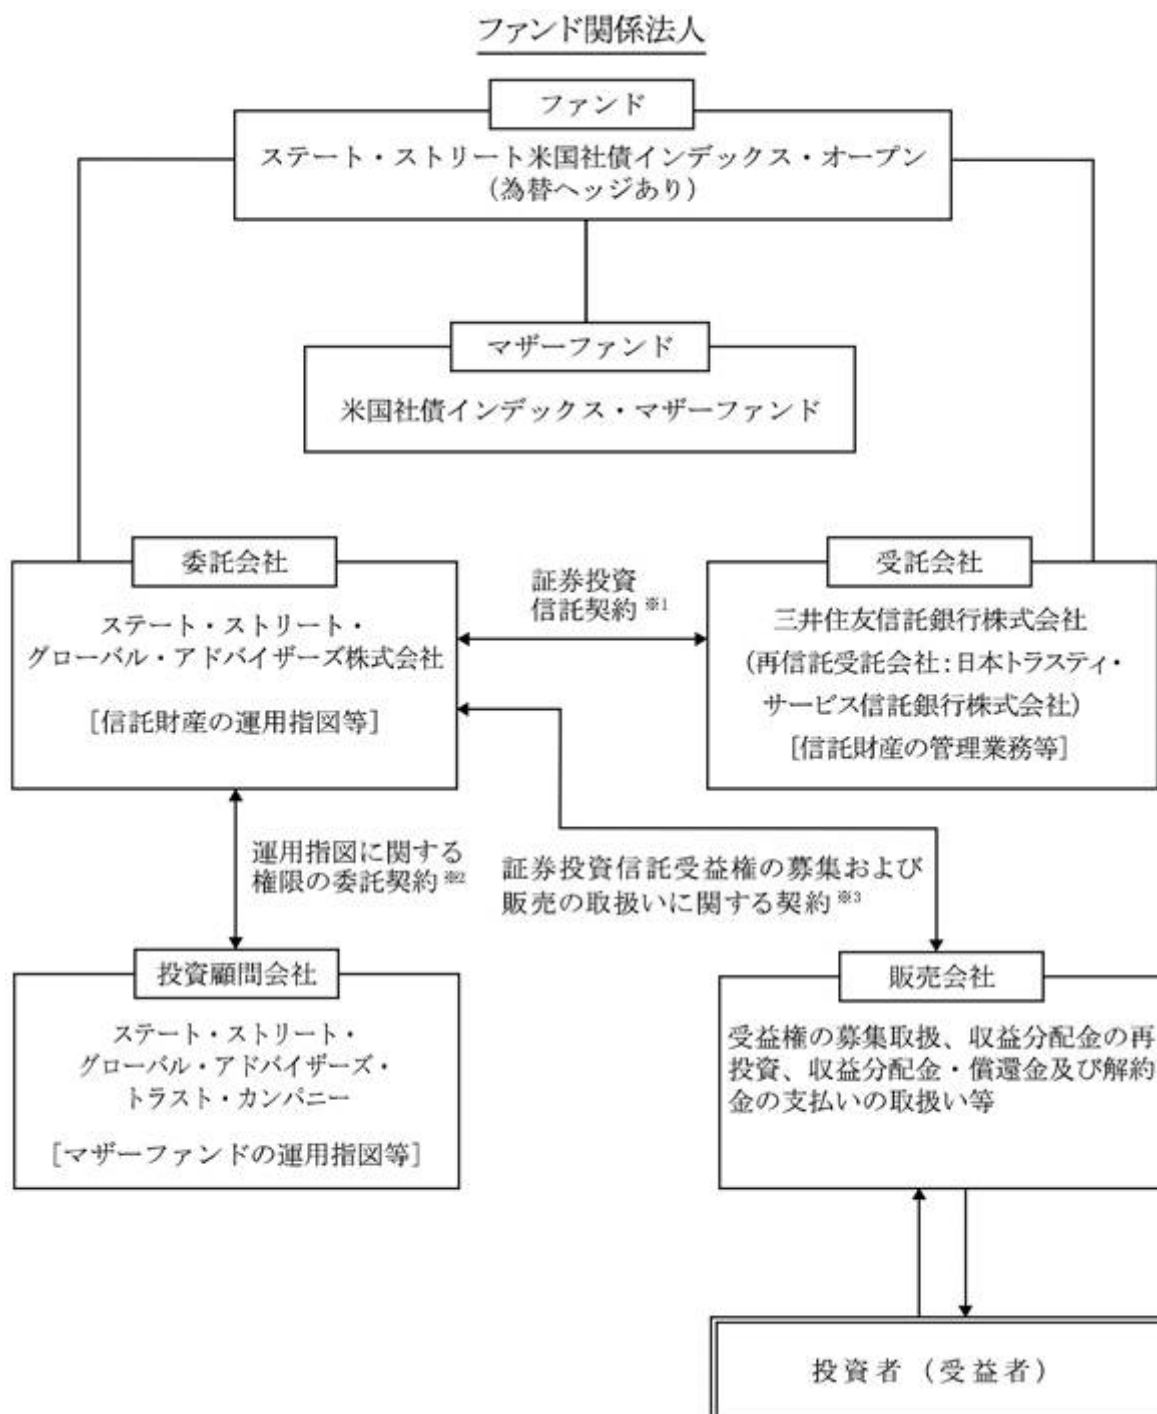 ファンド関係法人
ファンド
ステート・ストリート米国社債インデックス・オープン
(為替ヘッジあり)
マザーファンド
米国社債インデックス・マザーファンド
委託会社
ステート・ストリート・
グローバル・アドバイザーズ株式会社
[信託財産の運用指図等]
証券投資
信託契約※1
受託会社
三井住友信託銀行株式会社
(再信託受託会社:日本トラスティ・
サービス信託銀行株式会社)
[信託財産の管理業務等]
運用指図に関する
権限の委託契約※2
証券投資信託受益権の募集および
販売の取扱いに関する契約※3
投資顧問会社
ステート・ストリート・
グローバル・アドバイザーズ・
トラスト・カンパニー
[マザーファンドの運用指図等]
販売会社
受益権の募集取扱、収益分配金の再
投資、収益分配金・償還金及び解約
金の支払いの取扱い等
投資者(受益者)